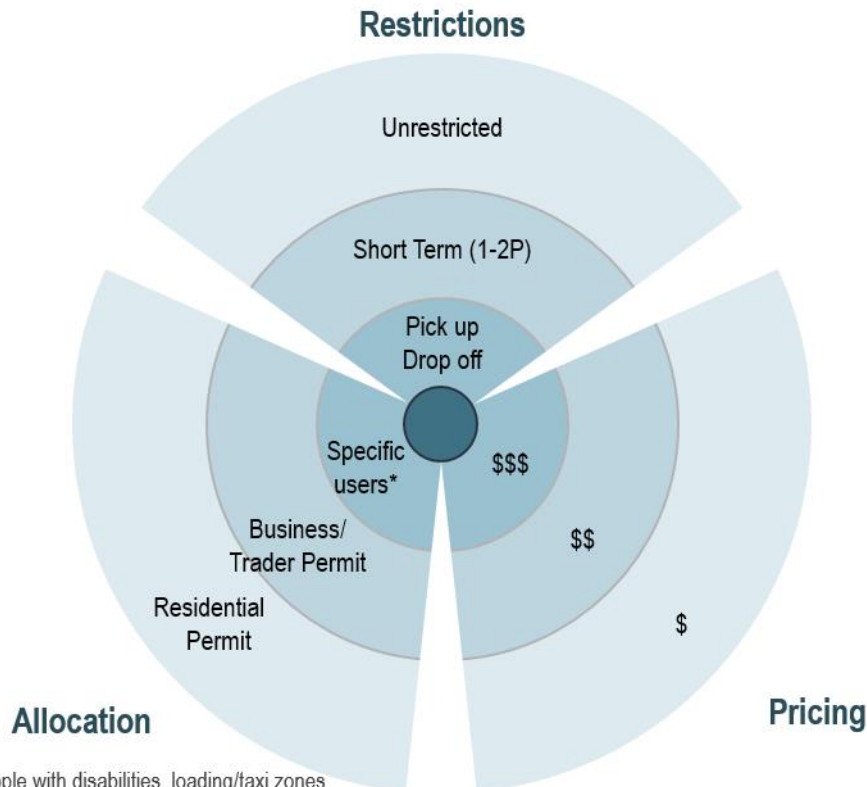 Restrictions
Unrestricted
Short Term (1-2P)
Pick up
Drop off
Specific
users*
$$$
Business/
Trader Permit
$$
Residential
Permit
$
Allocation
Pricing
with disabilities, loading/taxi zones